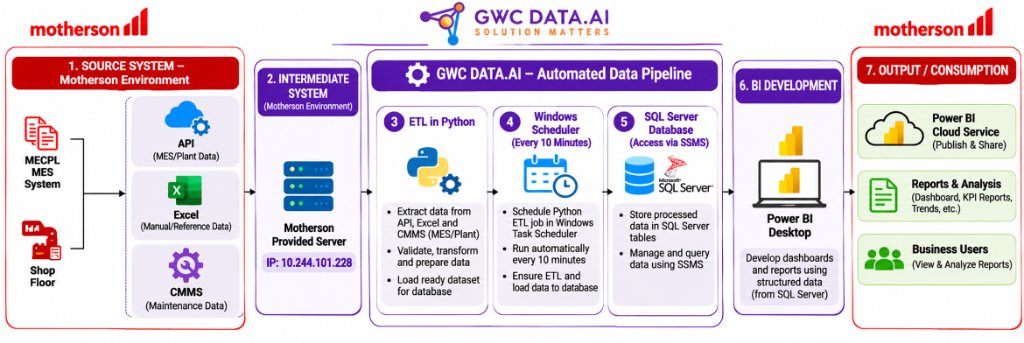 motherson
GWC DATA.AI
SOLUTION MATTERS
motherson
1. SOURCE SYSTEM –
Motherson Environment
MECPL
MES
System
Shop
Floor
API
(MES/Plant Data)
Excel
(Manual/Reference Data)
CMMS
(Maintenance Data)
2. INTERMEDIATE
SYSTEM
(Motherson Environment)
Motherson
Provided Server
IP: 10.244.101.228
GWC DATA.AI – Automated Data Pipeline
3 ETL in Python
• Extract data from
API, Excel and
CMMS (MES/Plant)
• Validate, transform
and prepare data
• Load ready dataset
for database
4 Windows
Scheduler
(Every 10 Minutes)
• Schedule Python
ETL job in Windows
Task Scheduler
• Run automatically
every 10 minutes
• Ensure ETL and
load data to database
5 SQL Server
Database
(Access via SSMS)
Microsoft
SQL Server
• Store processed
data in SQL Server
tables
• Manage and query
data using SSMS
6. BI DEVELOPMENT
Power BI
Desktop
Develop dashboards
and reports using
structured data
(from SQL Server)
7. OUTPUT / CONSUMPTION
Power BI
Cloud Service
(Publish & Share)
Reports & Analysis
(Dashboard, KPI Reports,
Trends, etc.)
Business Users
(View & Analyze Reports)